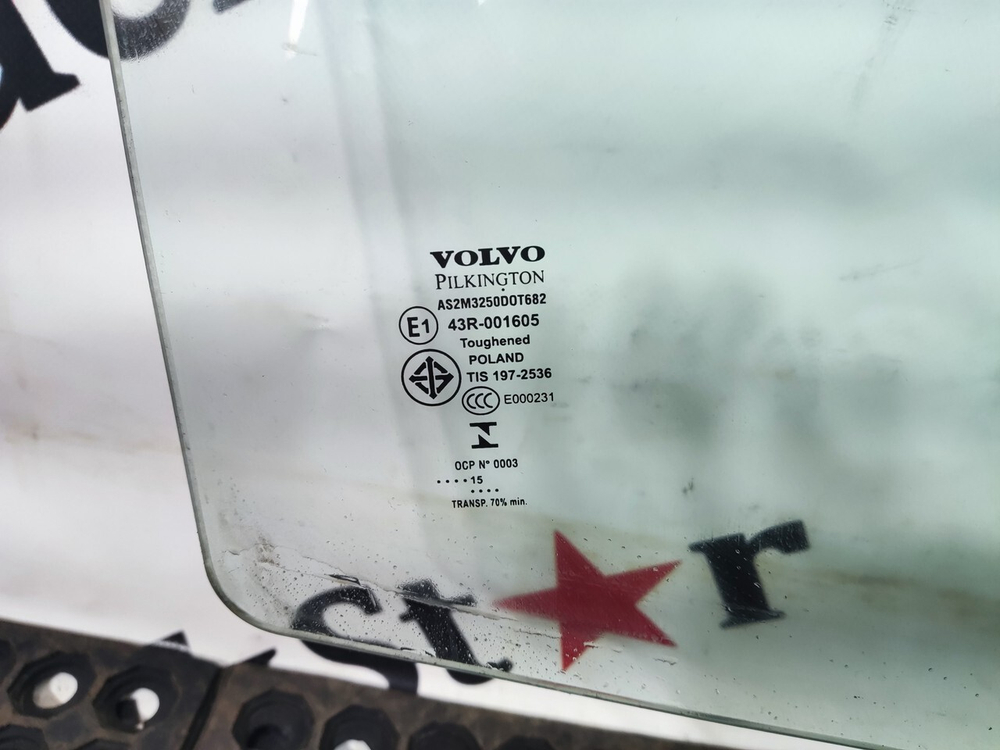 VOLVO
PILKINGTON
AS2M3250DOT682
E1 43R-001605
Toughened
POLAND
TIS 197-2536
CCC E000231
N
OCP N° 0003
....15
....
TRANSP. 70% min.
st★r